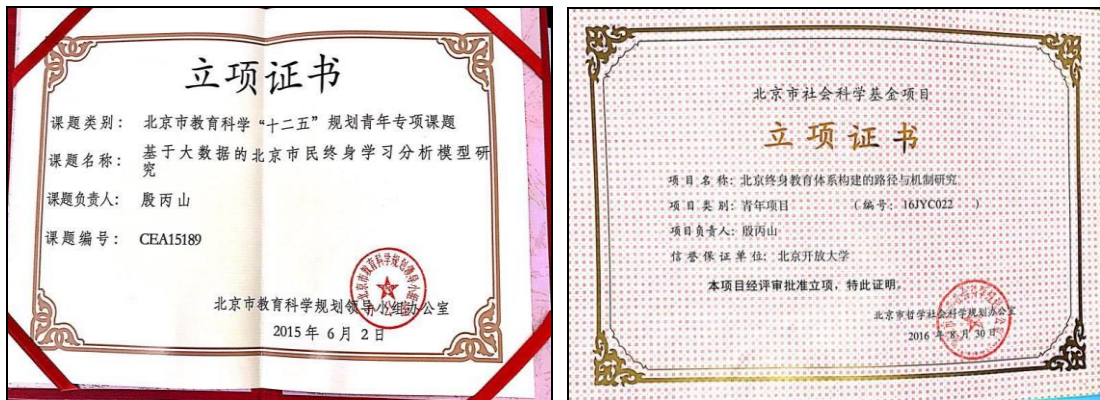 立项证书
课题类别： 北京市教育科学“十二五”规划青年专项课题
课题名称： 基于大数据的北京市民终身学习分析模型研
究
课题负责人： 殷丙山
课题编号： CEA15189
北京市教育科学规划领导小组办公室
2015 年 6 月 2 日
北京市社会科学基金项目
立项证书
项目名称：北京终身教育体系构建的路径与机制研究
项目类别：青年项目 （编号：16JYC022 ）
项目负责人：殷丙山
信誉保证单位：北京开放大学
本项目经评审批准立项，特此证明。
北京市哲学社会科学规划办公室
2016 年 8 月 30 日